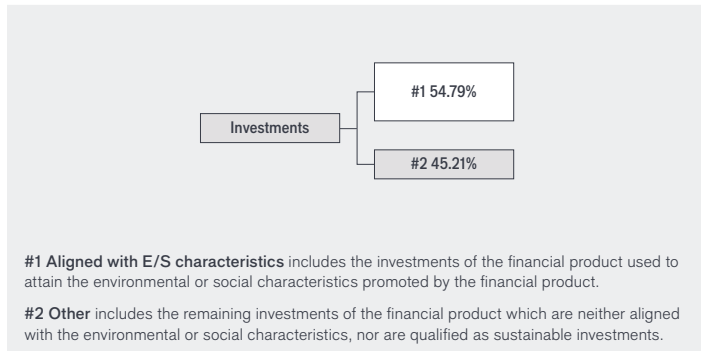 #1 54.79%
Investments
#2 45.21%
#1 Aligned with E/S characteristics includes the investments of the financial product used to
attain the environmental or social characteristics promoted by the financial product.
#2 Other includes the remaining investments of the financial product which are neither aligned
with the environmental or social characteristics, nor are qualified as sustainable investments.